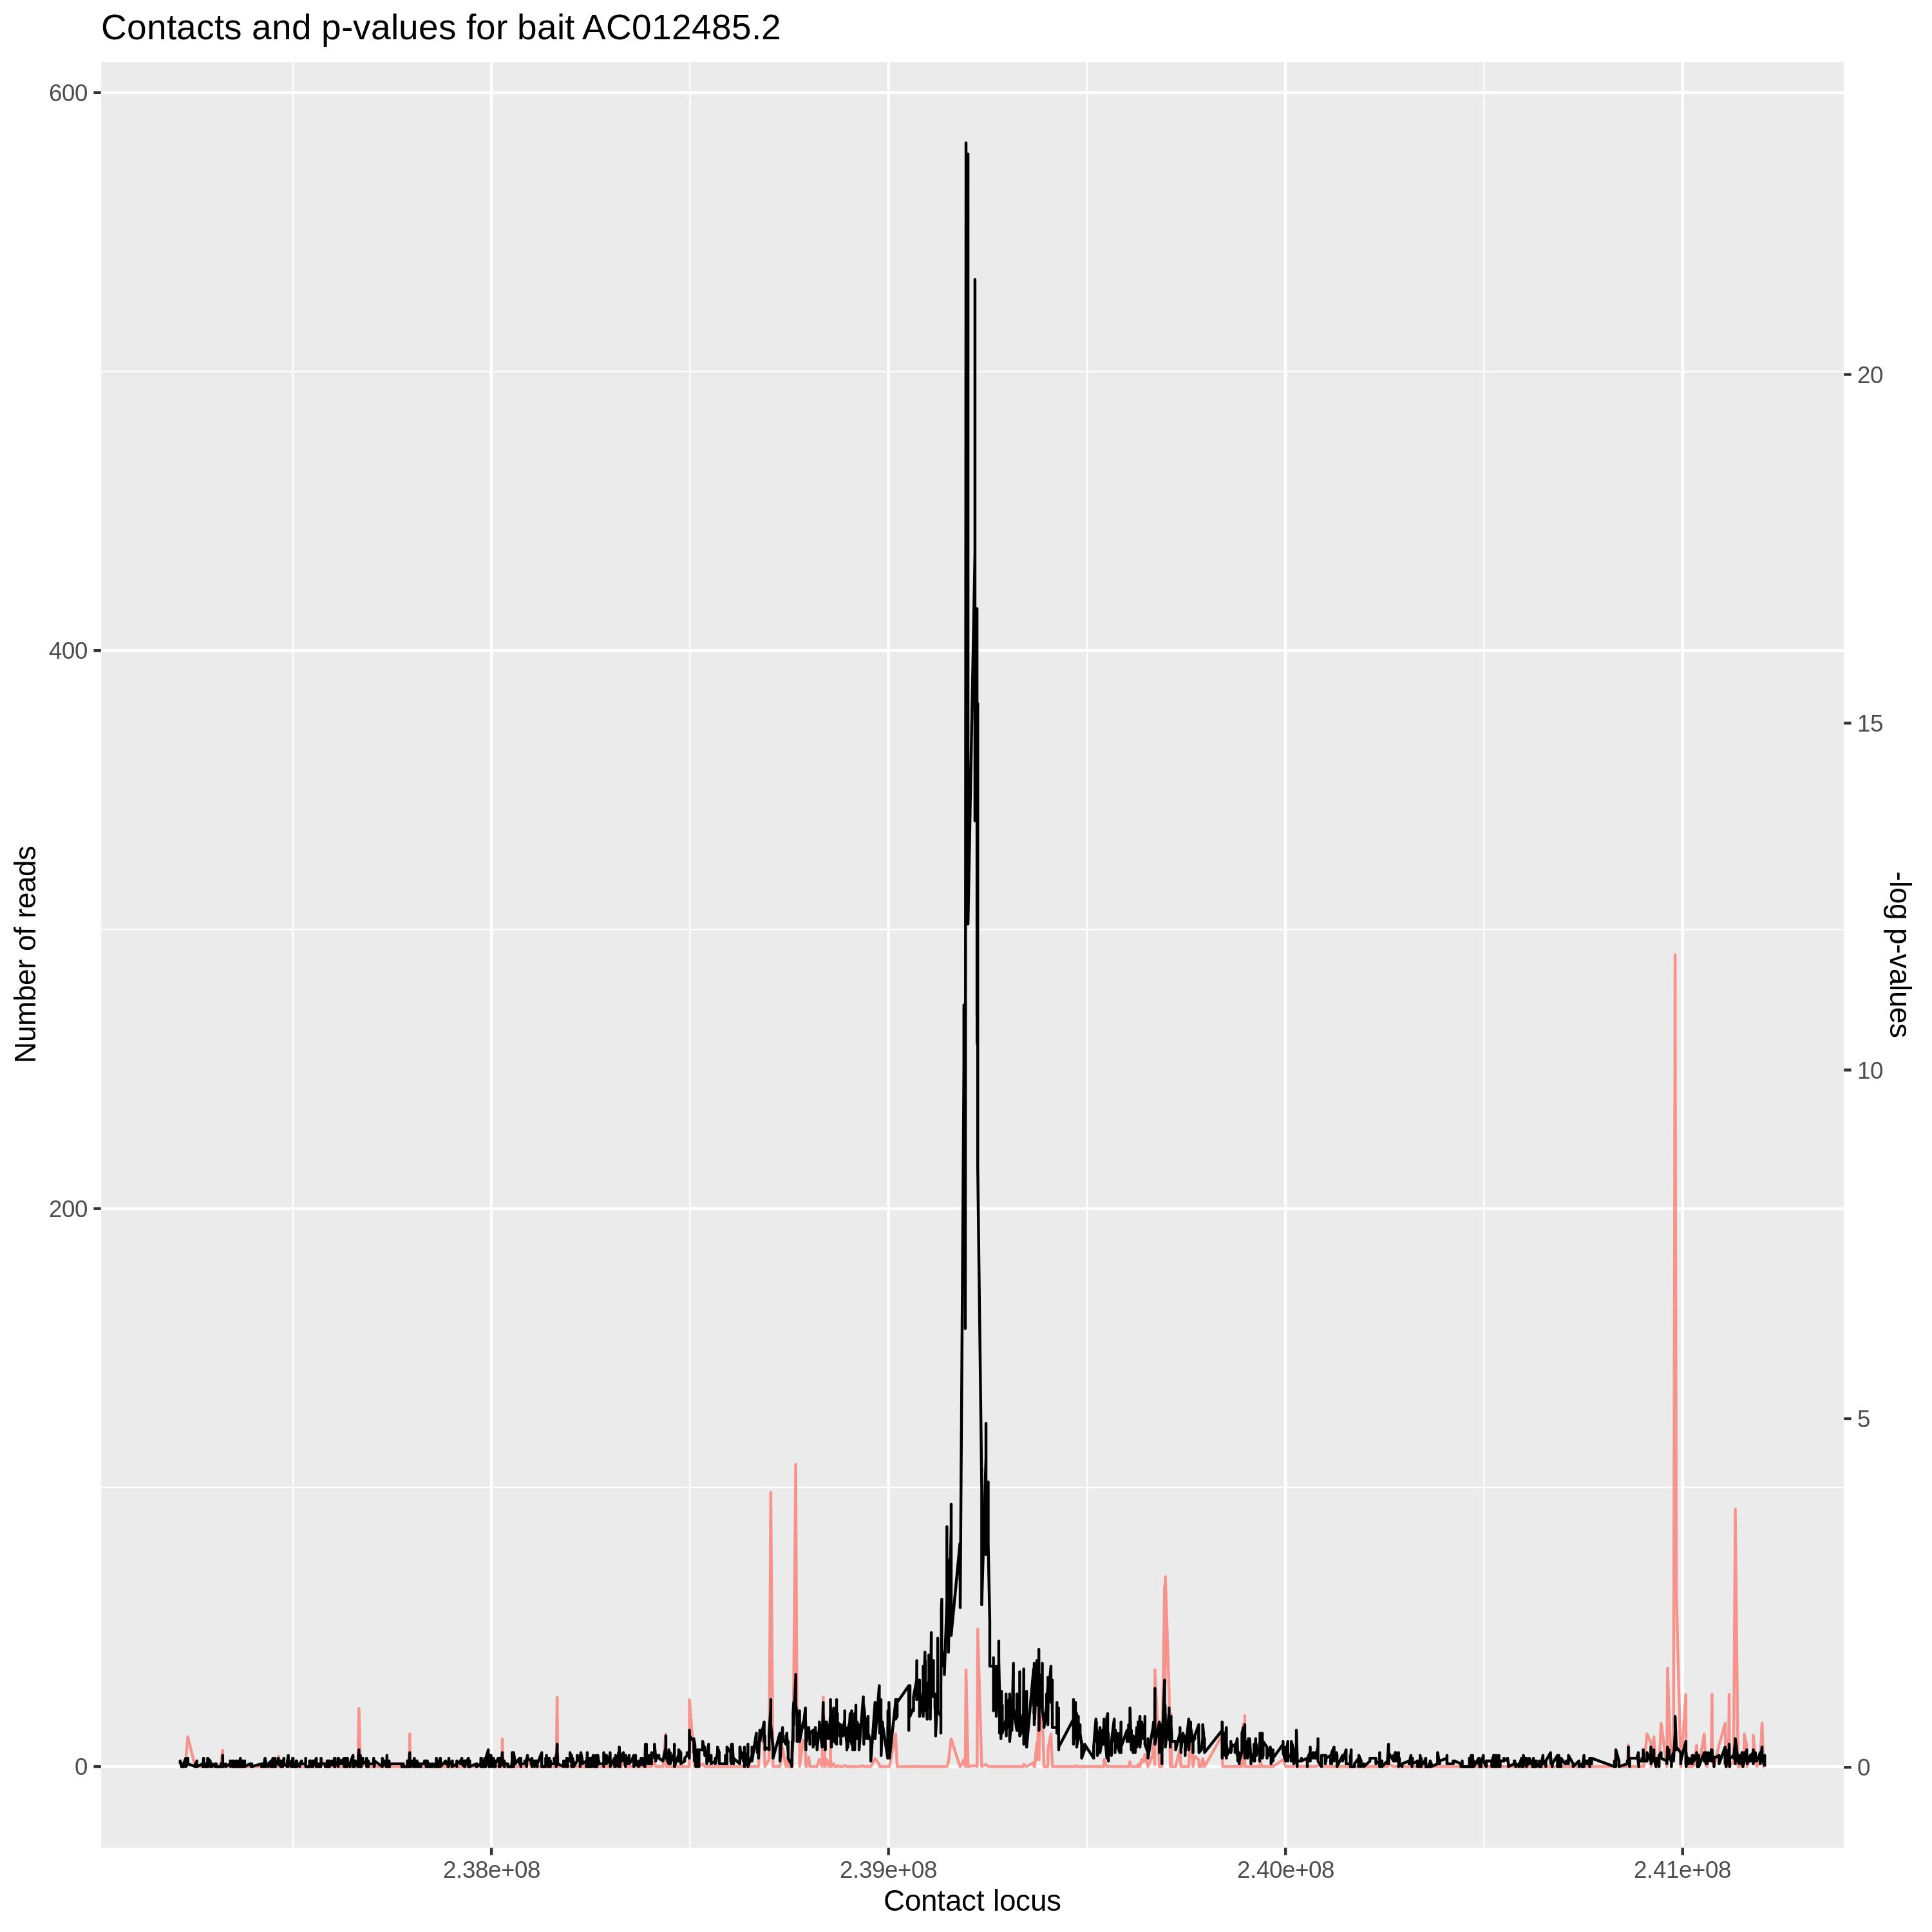 Contacts and p-values for bait AC012485.2
600
400
200
0
Number of reads
20
15
10
5
0
-log p-values
2.38e+08
2.39e+08
2.40e+08
2.41e+08
Contact locus